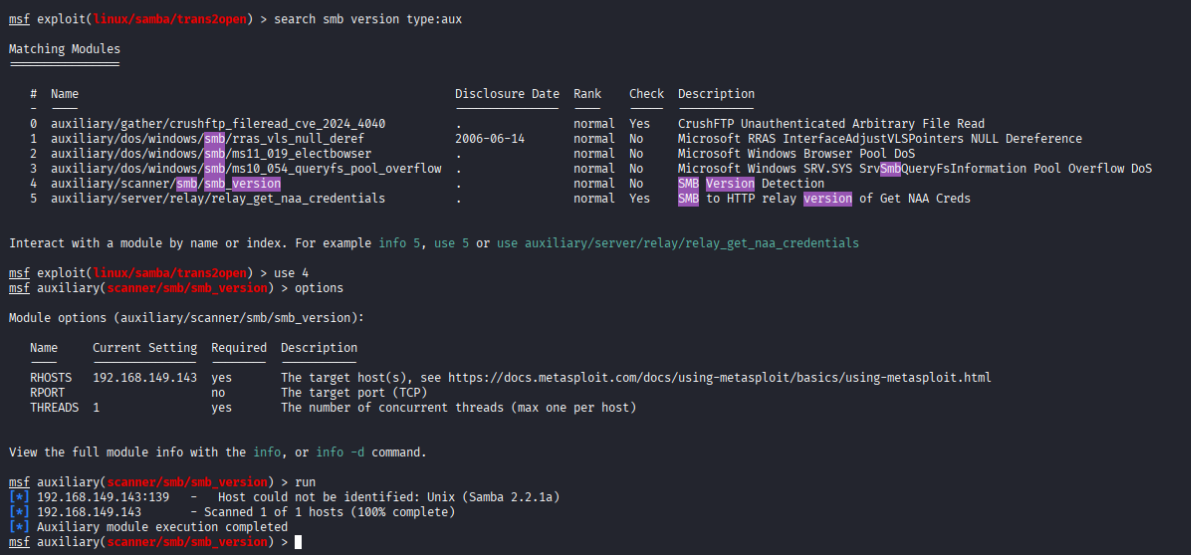 msf exploit(linux/samba/trans2open) > search smb version type:aux
Matching Modules
================
# Name Disclosure Date Rank Check Description
- ---- --------------- ---- ----- -----------
0 auxiliary/gather/crushftp_fileread_cve_2024_4040 . normal Yes CrushFTP Unauthenticated Arbitrary File Read
1 auxiliary/dos/windows/smb/rras_vls_null_deref 2006-06-14 normal No Microsoft RRAS InterfaceAdjustVLSPointers NULL Dereference
2 auxiliary/dos/windows/smb/ms11_019_electbowser . normal No Microsoft Windows Browser Pool DoS
3 auxiliary/dos/windows/smb/ms10_054_queryfs_pool_overflow . normal No Microsoft Windows SRV.SYS SrvSmbQueryFsInformation Pool Overflow DoS
4 auxiliary/scanner/smb/smb_version . normal No SMB Version Detection
5 auxiliary/server/relay/relay_get_naa_credentials . normal Yes SMB to HTTP relay version of Get NAA Creds
Interact with a module by name or index. For example info 5, use 5 or use auxiliary/server/relay/relay_get_naa_credentials
msf exploit(linux/samba/trans2open) > use 4
msf auxiliary(scanner/smb/smb_version) > options
Module options (auxiliary/scanner/smb/smb_version):
Name Current Setting Required Description
---- --------------- -------- -----------
RHOSTS 192.168.149.143 yes The target host(s), see https://docs.metasploit.com/docs/using-metasploit/basics/using-metasploit.html
RPORT no The target port (TCP)
THREADS 1 yes The number of concurrent threads (max one per host)
View the full module info with the info, or info -d command.
msf auxiliary(scanner/smb/smb_version) > run
[*] 192.168.149.143:139 - Host could not be identified: Unix (Samba 2.2.1a)
[*] 192.168.149.143 - Scanned 1 of 1 hosts (100% complete)
[*] Auxiliary module execution completed
msf auxiliary(scanner/smb/smb_version) >